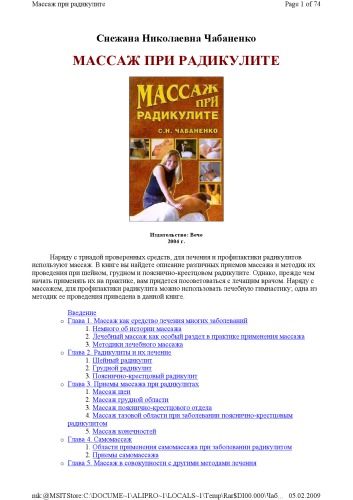 Массаж при радикулите Page 1 of 74
Снежана Николаевна Чабаненко
МАССАЖ ПРИ РАДИКУЛИТЕ
МАССАЖ
ПРИ
РАДИКУЛИТЕ
С.Н. ЧАБАНЕНКО
Издательство: Вече
2004 г.
Наряду с триадой проверенных средств, для лечения и профилактики радикулитов
используют массаж. В книге вы найдете описание различных приемов массажа и методик их
проведения при шейном, грудном и пояснично-крестцовом радикулите. Однако, прежде чем
начать применять их на практике, вам придется посоветоваться с лечащим врачом. Наряду с
массажем, для профилактики радикулита можно использовать лечебную гимнастику; одна из
методик ее проведения приведена в данной книге.
Введение
Глава 1. Массаж как средство лечения многих заболеваний
1. Немного об истории массажа
2. Лечебный массаж как особый раздел в практике применения массажа
3. Методики лечебного массажа
Глава 2. Радикулиты и их лечение
1. Шейный радикулит
2. Грудной радикулит
3. Пояснично-крестцовый радикулит
Глава 3. Приемы массажа при радикулитах
1. Массаж шеи
2. Массаж грудной области
3. Массаж пояснично-крестцового отдела
4. Массаж тазовой области при заболевании пояснично-крестцовым
радикулитом
5. Массаж конечностей
Глава 4. Самомассаж
1. Области применения самомассажа при заболевании радикулитом
2. Приемы самомассажа
Глава 5. Массаж в совокупности с другими методами лечения
mk:@MSITStore:C:\DOCUME~1\ALIPRO~1\LOCALS~1\Temp\Rar$DI00.000\Чаб... 05.02.2009